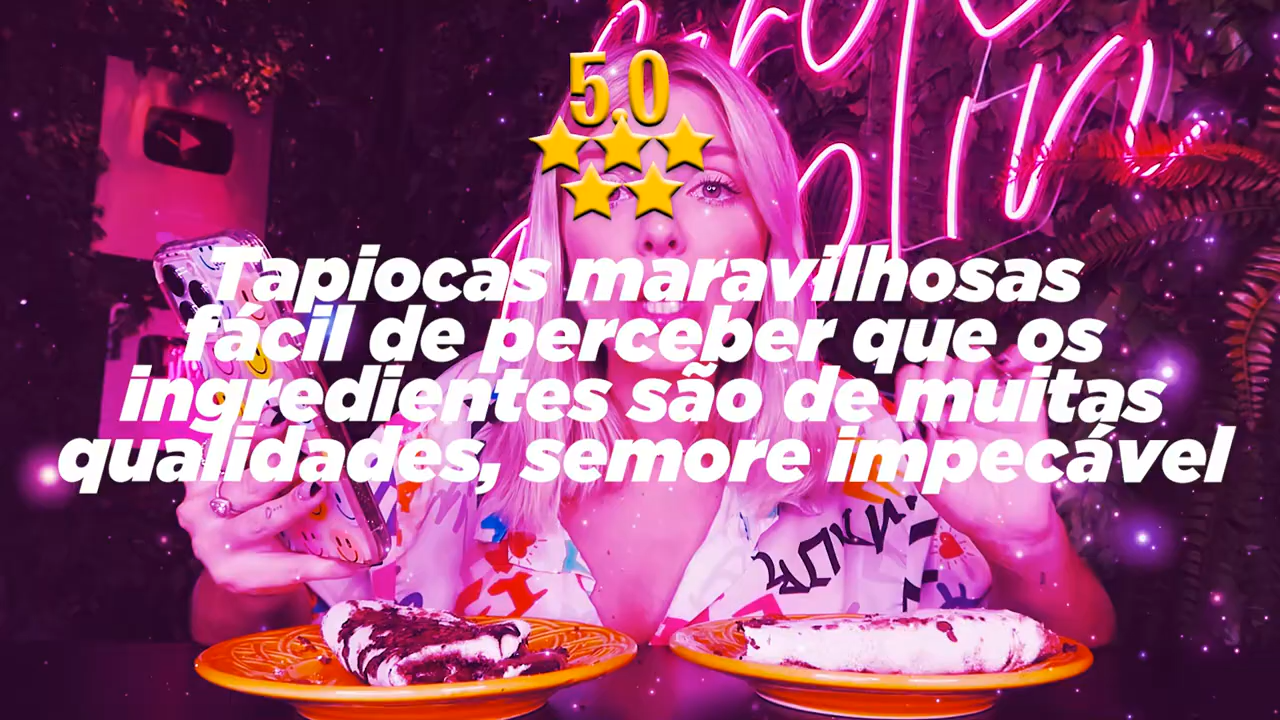 5.0
Tapiocas maravilhosas
fácil de perceber que os
ingredientes são de muitas
qualidades, semore impecável